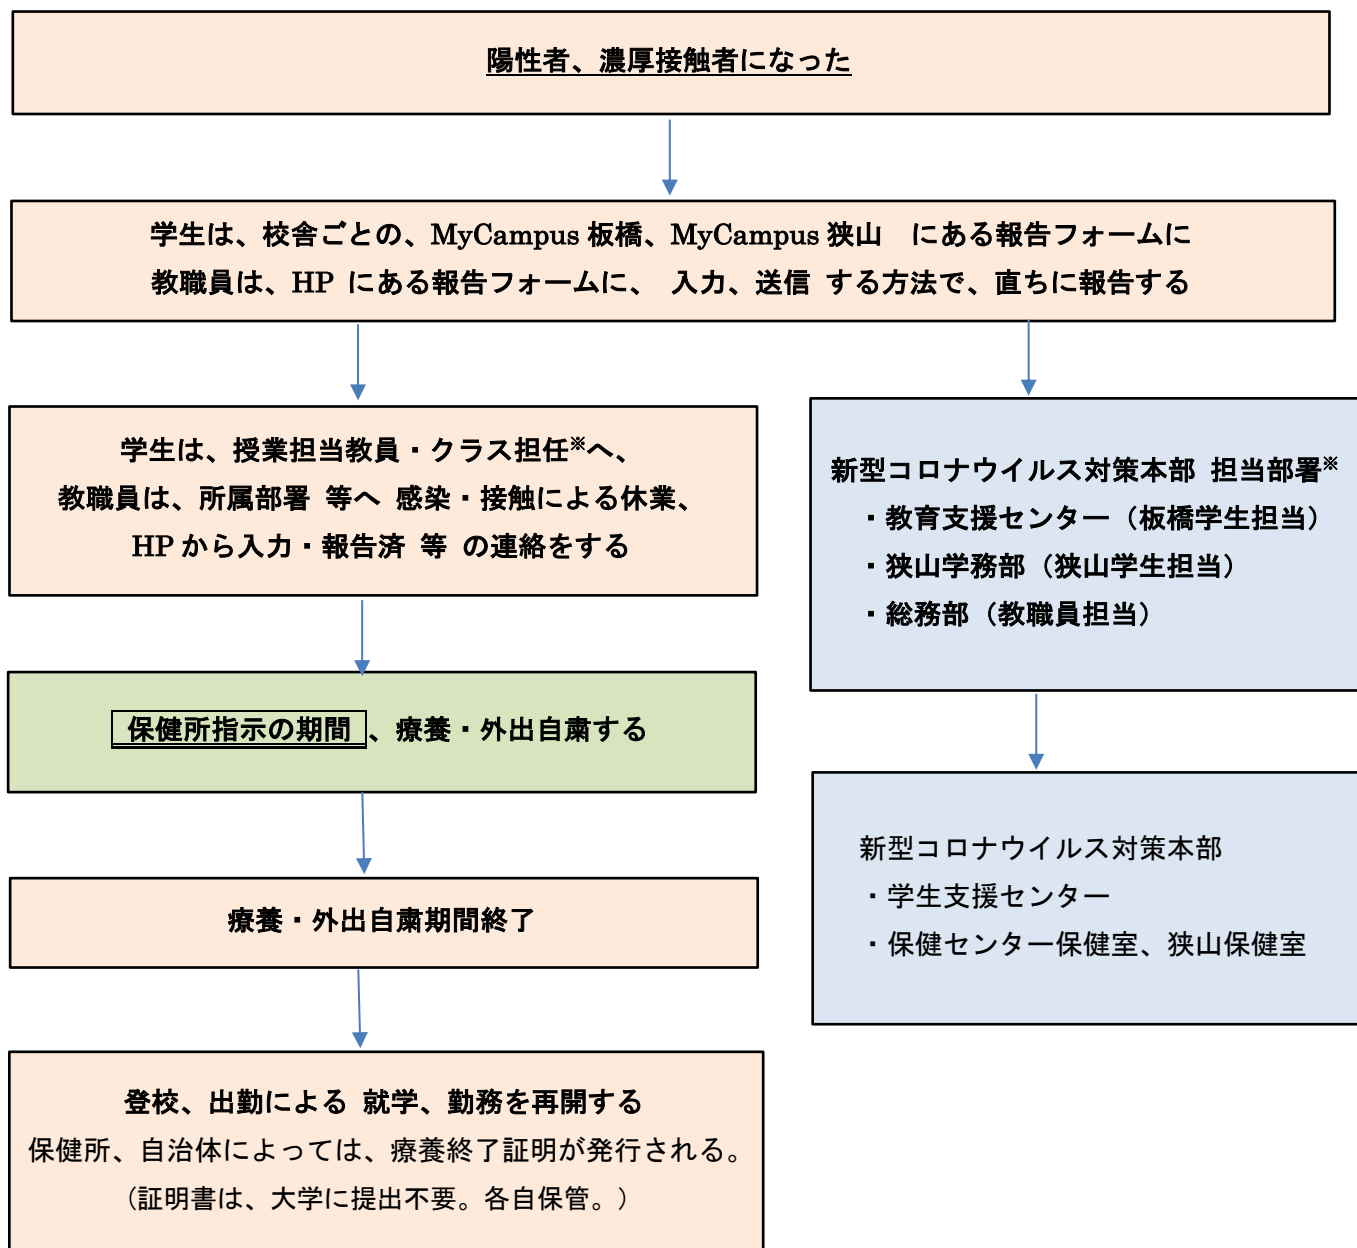 陽性者、濃厚接触者になった
学生は、校舎ごとの、MyCampus 板橋、MyCampus 狭山　にある報告フォームに
教職員は、HP にある報告フォームに、 入力、送信 する方法で、直ちに報告する
学生は、授業担当教員・クラス担任※へ、
教職員は、所属部署 等へ 感染・接触による休業、
HP から入力・報告済 等 の連絡をする
保健所指示の期間 、療養・外出自粛する
療養・外出自粛期間終了
登校、出勤による 就学、勤務を再開する
保健所、自治体によっては、療養終了証明が発行される。
（証明書は、大学に提出不要。各自保管。）
新型コロナウイルス対策本部 担当部署※
・教育支援センター（板橋学生担当）
・狭山学務部（狭山学生担当）
・総務部（教職員担当）
新型コロナウイルス対策本部
・学生支援センター
・保健センター保健室、狭山保健室